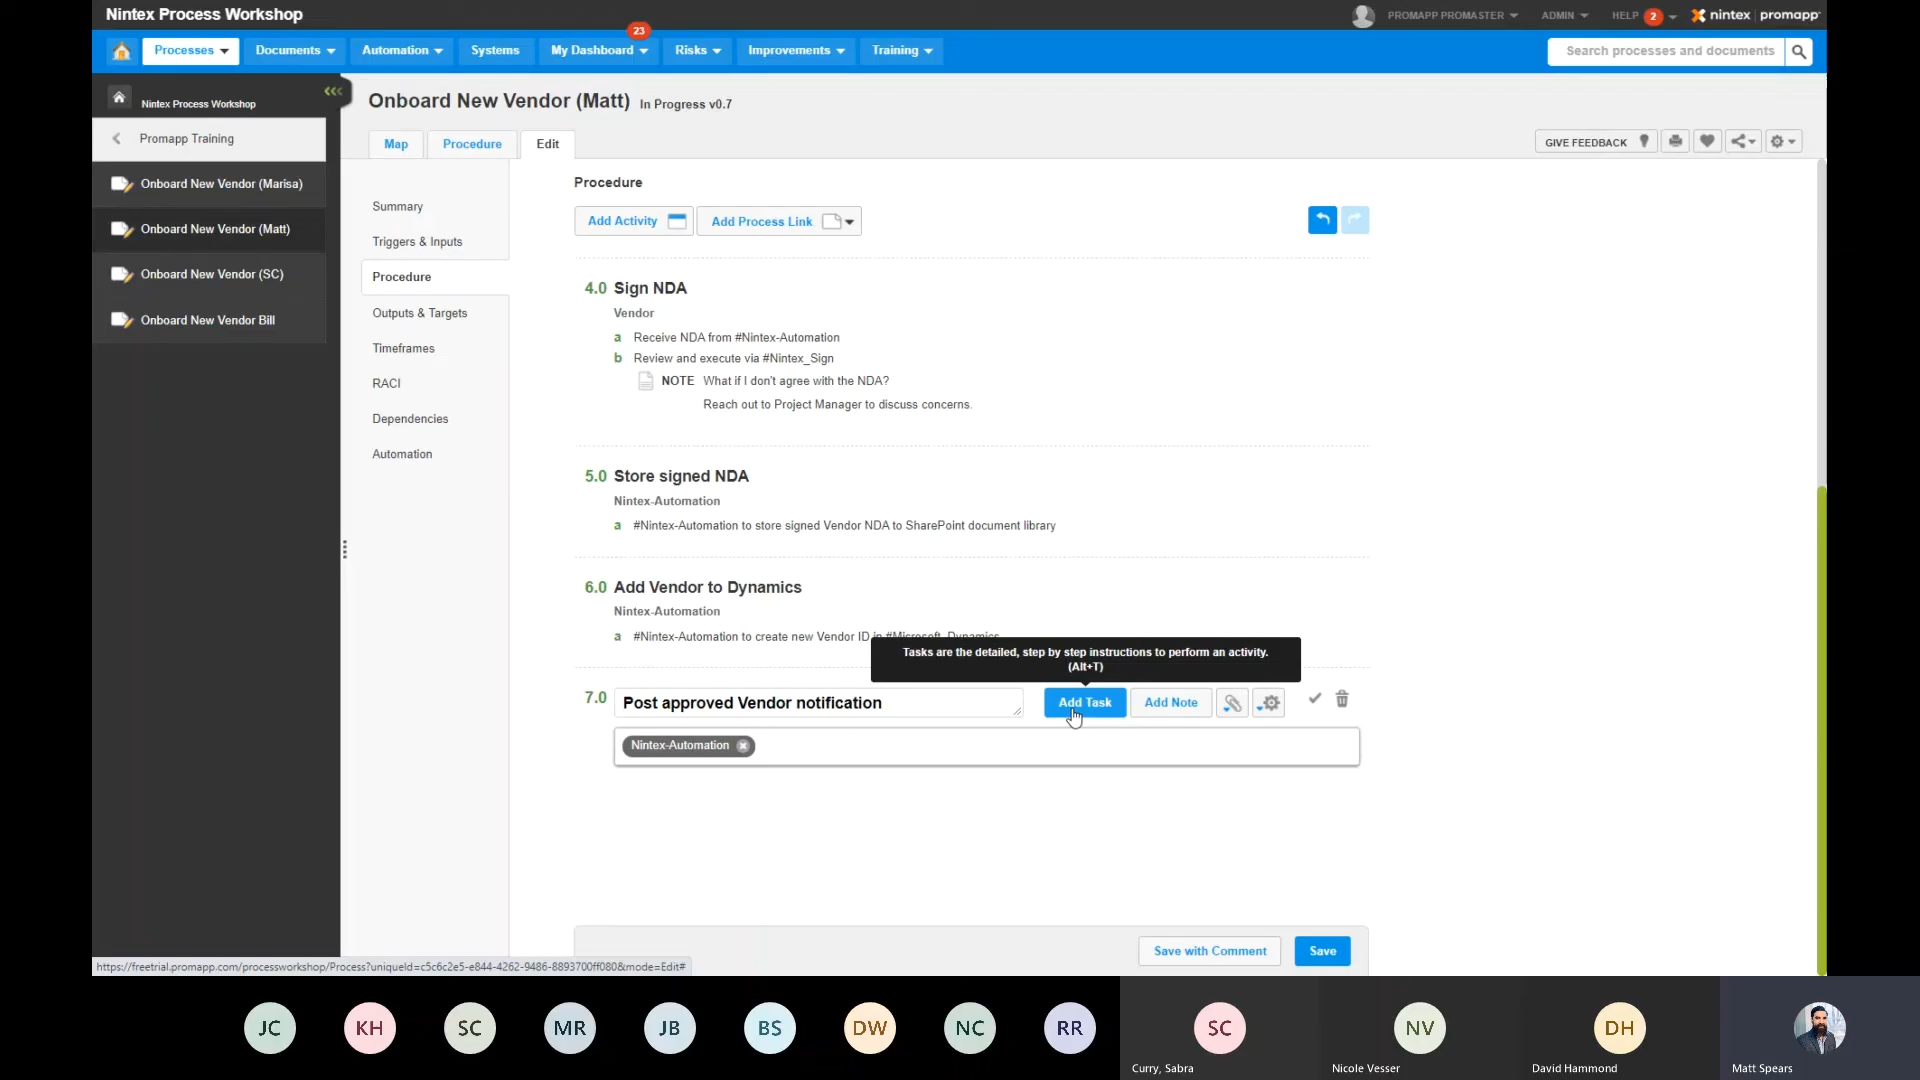 Nintex Process Workshop
PROMAPP PROMASTER
ADMIN
HELP
2
nintex | promapp
Processes
Documents
Automation
Systems
My Dashboard
23
Risks
Improvements
Training
Search processes and documents
Nintex Process Workshop
Promapp Training
Onboard New Vendor (Marisa)
Onboard New Vendor (Matt)
Onboard New Vendor (SC)
Onboard New Vendor Bill
Onboard New Vendor (Matt) In Progress v0.7
Map
Procedure
Edit
GIVE FEEDBACK
Summary
Triggers & Inputs
Procedure
Outputs & Targets
Timeframes
RACI
Dependencies
Automation
Procedure
Add Activity
Add Process Link
4.0 Sign NDA
Vendor
a Receive NDA from #Nintex-Automation
b Review and execute via #Nintex_Sign
NOTE What if I don't agree with the NDA?
Reach out to Project Manager to discuss concerns.
5.0 Store signed NDA
Nintex-Automation
a #Nintex-Automation to store signed Vendor NDA to SharePoint document library
6.0 Add Vendor to Dynamics
Nintex-Automation
a #Nintex-Automation to create new Vendor ID in #Microsoft_Dynamics
Tasks are the detailed, step by step instructions to perform an activity.
(Alt+T)
7.0 Post approved Vendor notification
Add Task
Add Note
Nintex-Automation
Save with Comment
Save
https://freetrial.promapp.com/processworkshop/Process?uniqueId=c5c6c2e5-e844-4262-9486-8893700ff080&mode=Edit#
JC
KH
SC
MR
JB
BS
DW
NC
RR
SC
NV
DH
Curry, Sabra
Nicole Vesser
David Hammond
Matt Spears